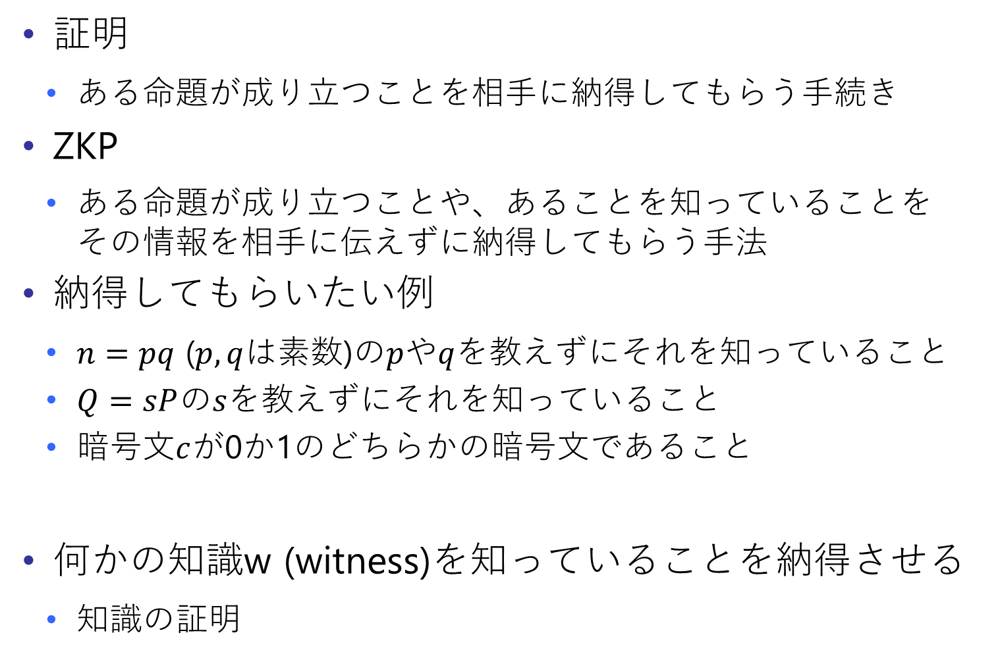 • 証明
• ある命題が成り立つことを相手に納得してもらう手続き
• ZKP
• ある命題が成り立つことや、あることを知っていることを
その情報を相手に伝えずに納得してもらう手法
• 納得してもらいたい例
• n = pq (p, qは素数)のpやqを教えずにそれを知っていること
• Q = sPのsを教えずにそれを知っていること
• 暗号文cが0か1のどちらかの暗号文であること
• 何かの知識w (witness)を知っていることを納得させる
• 知識の証明